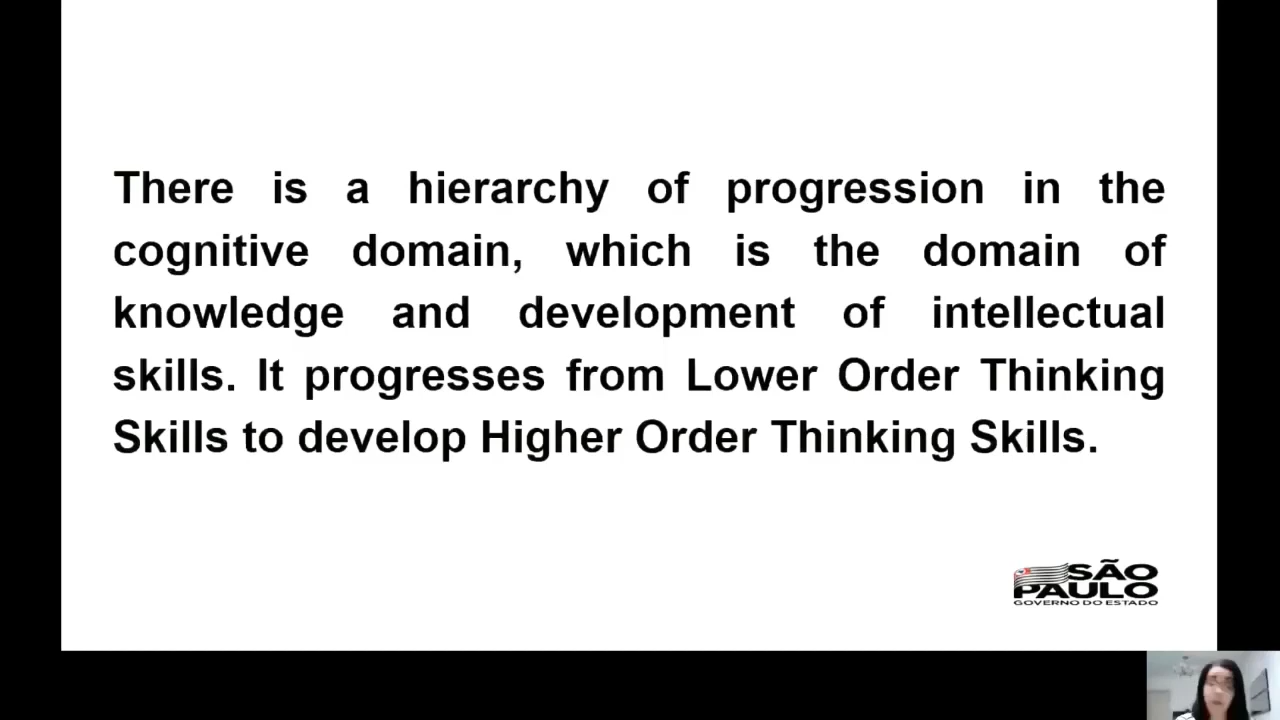 There is a hierarchy of progression in the
cognitive domain, which is the domain of
knowledge and development of intellectual
skills. It progresses from Lower Order Thinking
Skills to develop Higher Order Thinking Skills.
SÃO
PAULO
GOVERNO DO ESTADO